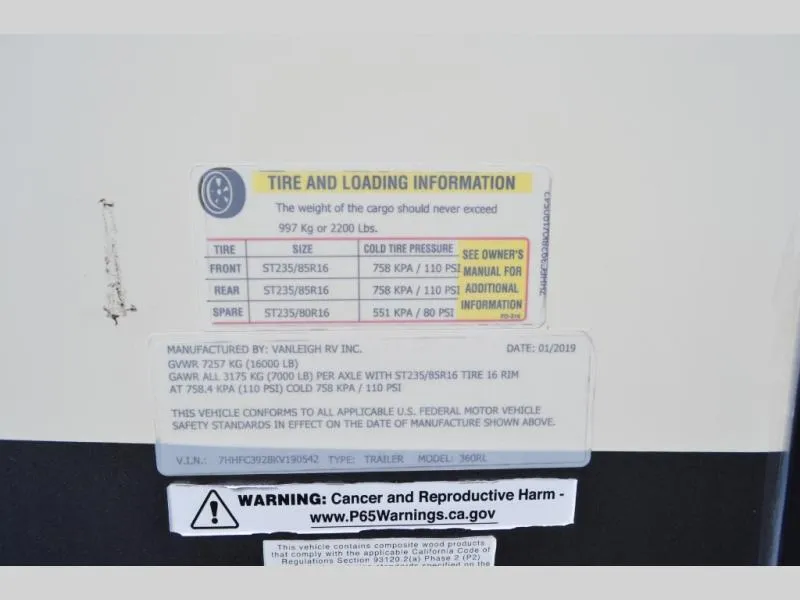 TIRE AND LOADING INFORMATION
The weight of the cargo should never exceed
997 Kg or 2200 Lbs.
TIRE SIZE COLD TIRE PRESSURE
FRONT ST235/85R16 758 KPA / 110 PSI
REAR ST235/85R16 758 KPA / 110 PSI
SPARE ST235/80R16 551 KPA / 80 PSI
SEE OWNER'S
MANUAL FOR
ADDITIONAL
INFORMATION
7HHFC3928KV190542
MANUFACTURED BY: VANLEIGH RV INC. DATE: 01/2019
GVWR 7257 KG (16000 LB)
GAWR ALL 3175 KG (7000 LB) PER AXLE WITH ST235/85R16 TIRE 16 RIM
AT 758.4 KPA (110 PSI) COLD 758 KPA / 110 PSI
THIS VEHICLE CONFORMS TO ALL APPLICABLE U.S. FEDERAL MOTOR VEHICLE
SAFETY STANDARDS IN EFFECT ON THE DATE OF MANUFACTURE SHOWN ABOVE.
V.I.N.: 7HHFC3928KV190542 TYPE: TRAILER MODEL: 360RL
WARNING: Cancer and Reproductive Harm -
www.P65Warnings.ca.gov
This vehicle contains composite wood products
that comply with the applicable California Code of
Regulations Section 93120.2(a) Phase 2 (P2)
standards specified on the